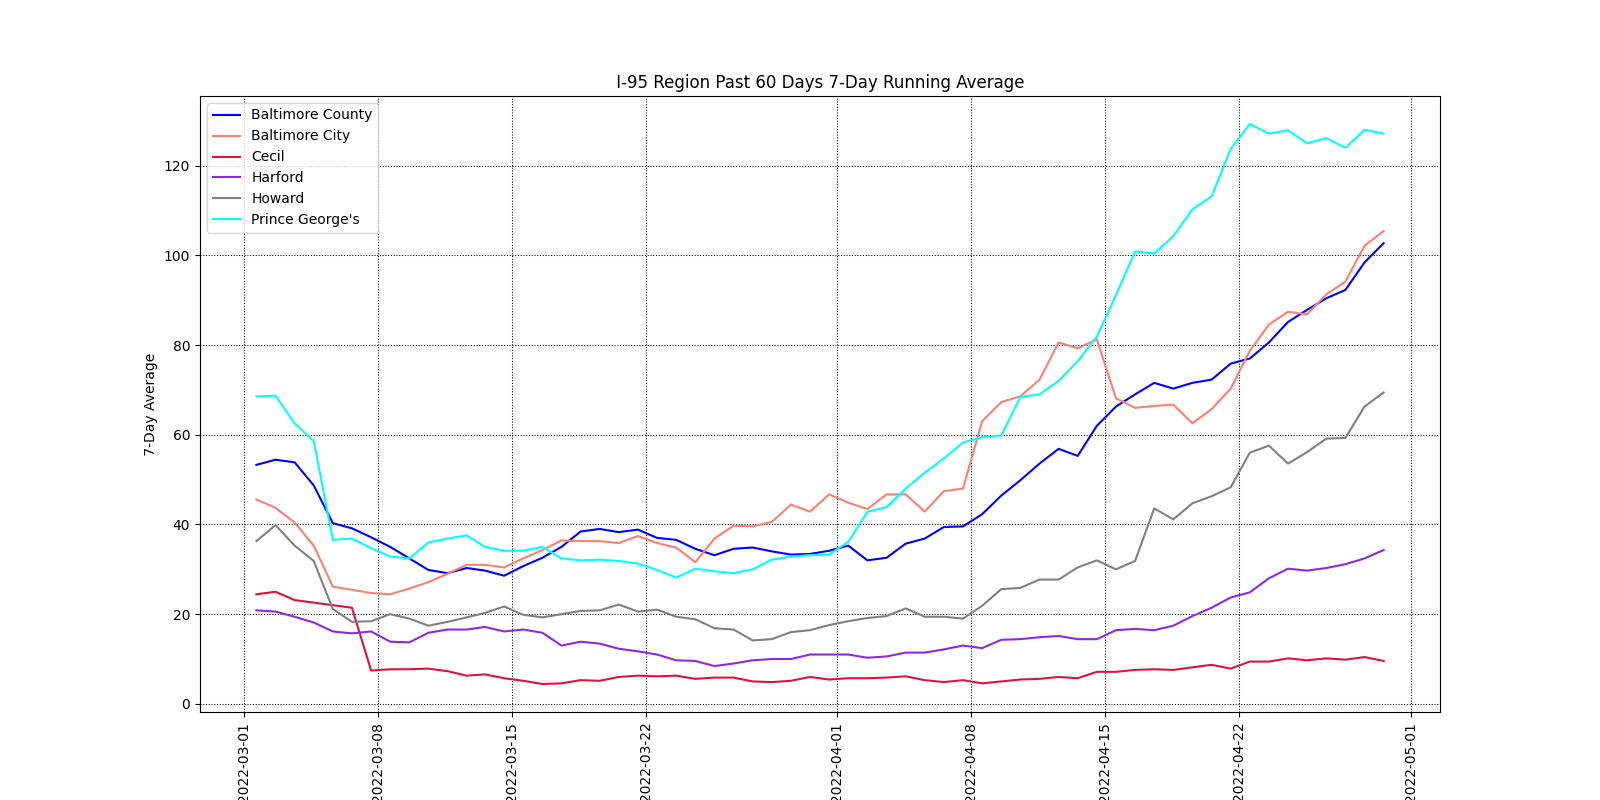 I-95 Region Past 60 Days 7-Day Running Average
Baltimore County
Baltimore City
Cecil
Harford
Howard
Prince George's
7-Day Average
120
100
80
60
40
20
0
2022-03-01
2022-03-08
2022-03-15
2022-03-22
2022-04-01
2022-04-08
2022-04-15
2022-04-22
2022-05-01